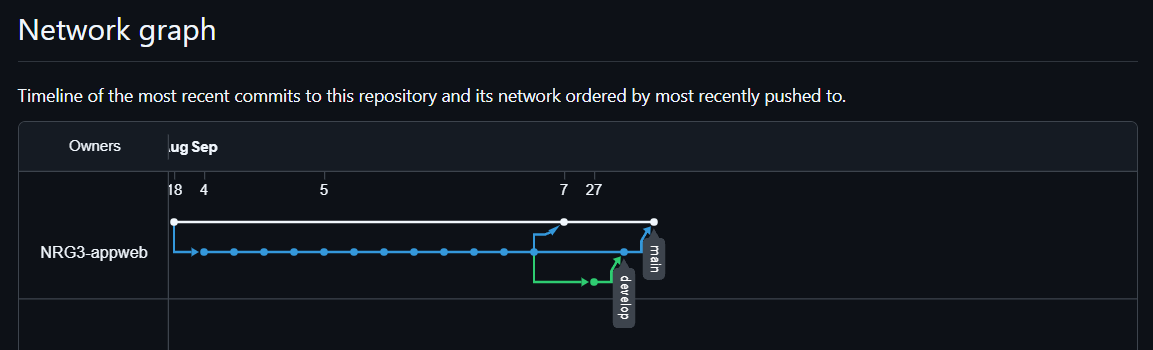 Network graph
Timeline of the most recent commits to this repository and its network ordered by most recently pushed to.
Owners
ug Sep
18 4 5 7 27
NRG3-appweb
main
develop